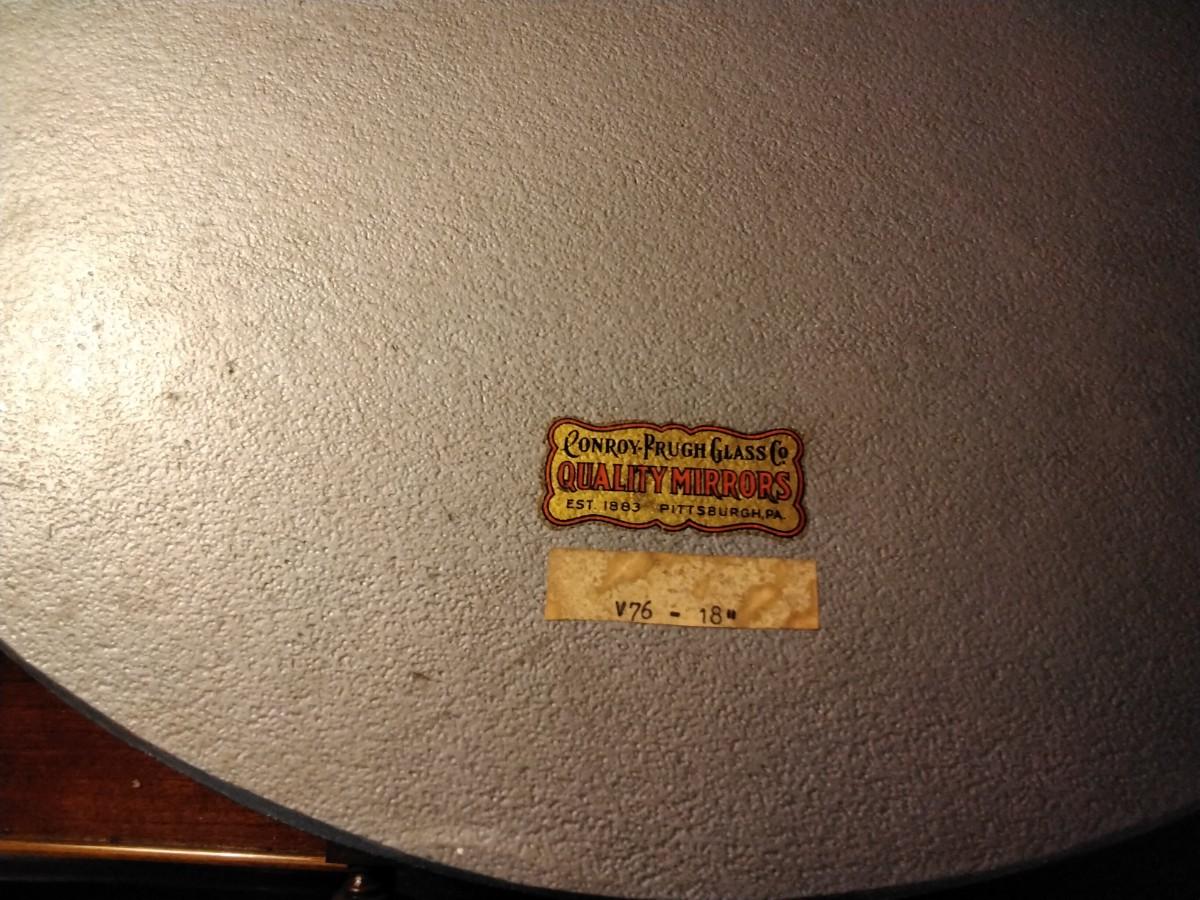 CONROY-PRUGH GLASS CO
QUALITY MIRRORS
EST. 1883 PITTSBURGH, PA.
V76 - 18"